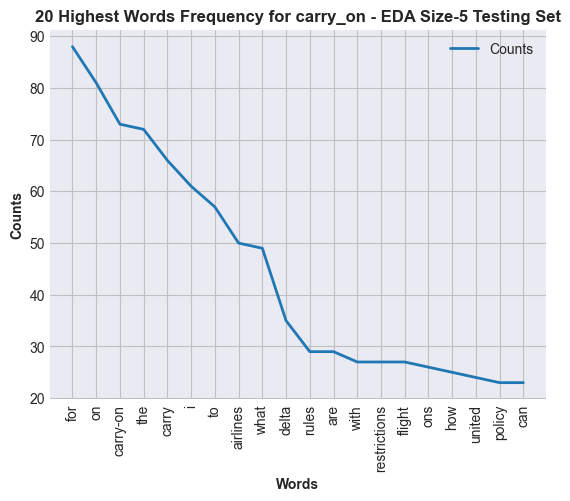 20 Highest Words Frequency for carry_on - EDA Size-5 Testing Set
Counts
90
80
70
60
50
40
30
20
Counts
for
on
carry-on
the
carry
i
to
airlines
what
delta
rules
are
with
restrictions
flight
ons
how
united
policy
can
Words